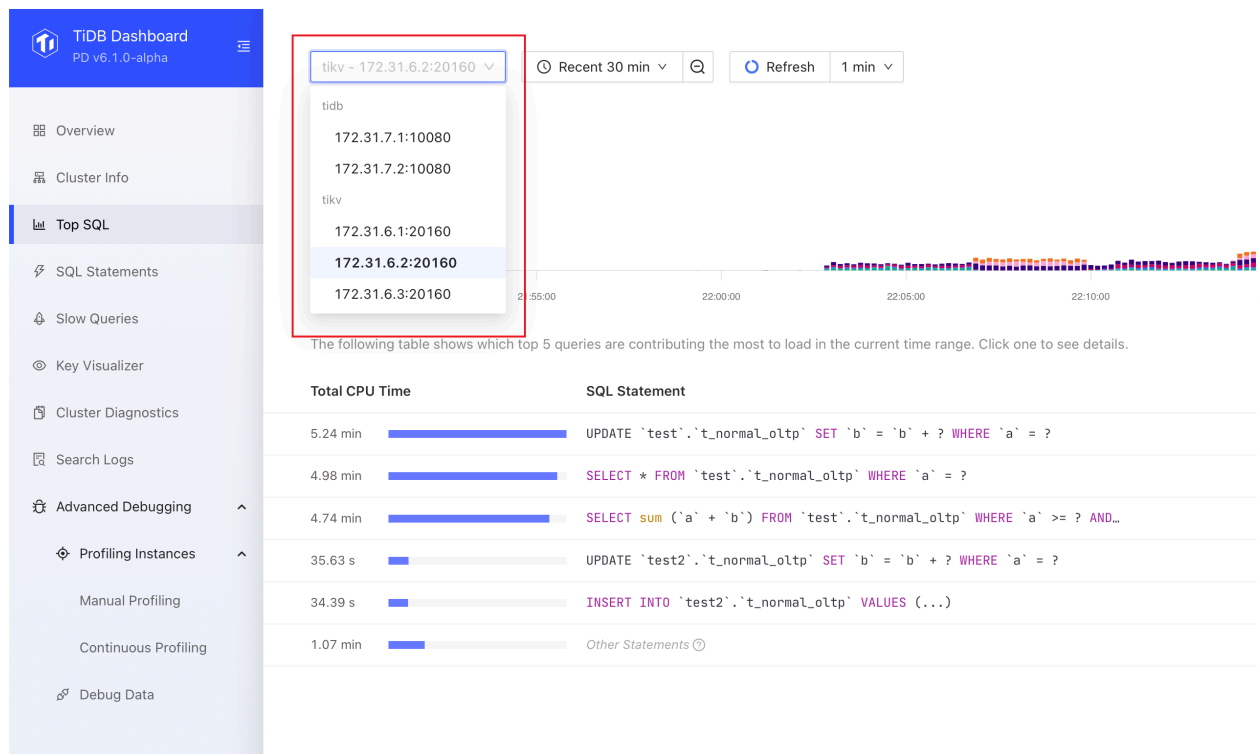 TiDB Dashboard
PD v6.1.0-alpha
Overview
Cluster Info
Top SQL
SQL Statements
Slow Queries
Key Visualizer
Cluster Diagnostics
Search Logs
Advanced Debugging
Profiling Instances
Manual Profiling
Continuous Profiling
Debug Data
tikv - 172.31.6.2:20160
Recent 30 min
Refresh
1 min
tidb
172.31.7.1:10080
172.31.7.2:10080
tikv
172.31.6.1:20160
172.31.6.2:20160
172.31.6.3:20160
21:55:00 22:00:00 22:05:00 22:10:00
The following table shows which top 5 queries are contributing the most to load in the current time range. Click one to see details.
Total CPU Time SQL Statement
5.24 min UPDATE `test`.`t_normal_oltp` SET `b` = `b` + ? WHERE `a` = ?
4.98 min SELECT * FROM `test`.`t_normal_oltp` WHERE `a` = ?
4.74 min SELECT sum (`a` + `b`) FROM `test`.`t_normal_oltp` WHERE `a` >= ? AND…
35.63 s UPDATE `test2`.`t_normal_oltp` SET `b` = `b` + ? WHERE `a` = ?
34.39 s INSERT INTO `test2`.`t_normal_oltp` VALUES (...)
1.07 min Other Statements